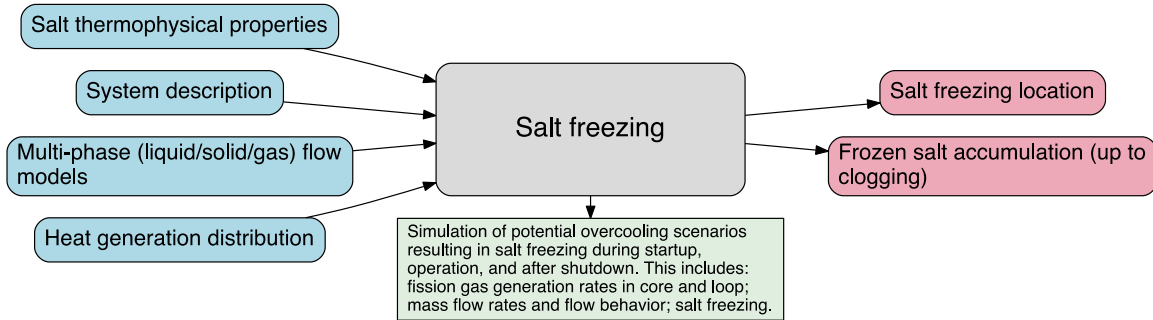 Salt thermophysical properties
System description
Multi-phase (liquid/solid/gas) flow
models
Heat generation distribution
Salt freezing
Simulation of potential overcooling scenarios
resulting in salt freezing during startup,
operation, and after shutdown. This includes:
fission gas generation rates in core and loop;
mass flow rates and flow behavior; salt freezing.
Salt freezing location
Frozen salt accumulation (up to
clogging)